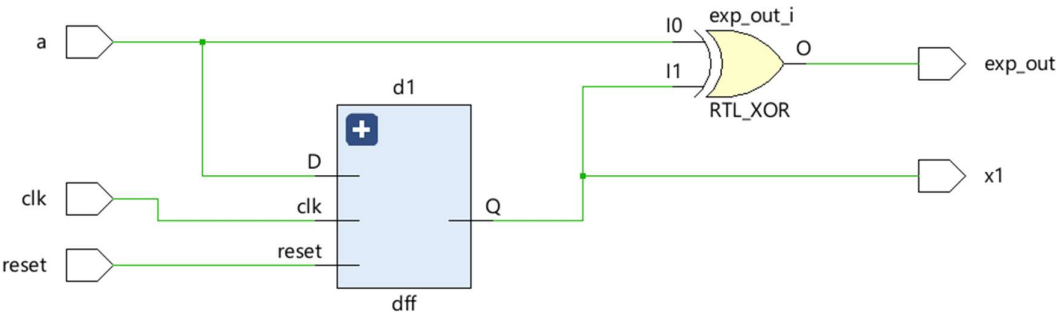 exp_out_i
I0
a
O
I1
exp_out
d1
RTL_XOR
D
x1
clk
clk
Q
reset
reset
dff